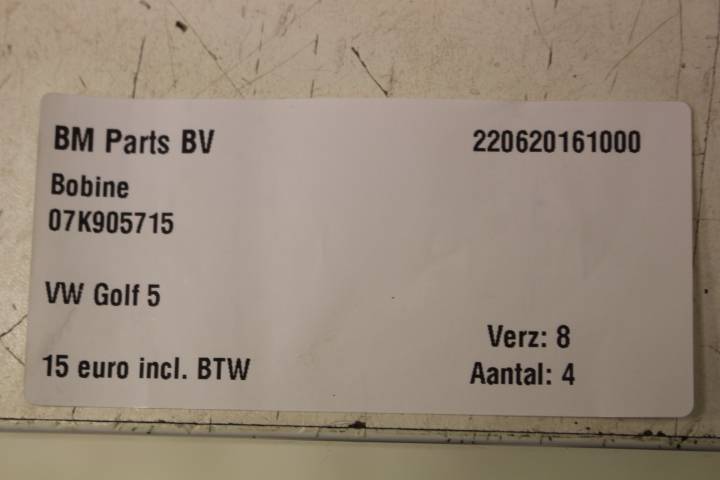 BM Parts BV 220620161000
Bobine
07K905715
VW Golf 5
Verz: 8
15 euro incl. BTW Aantal: 4